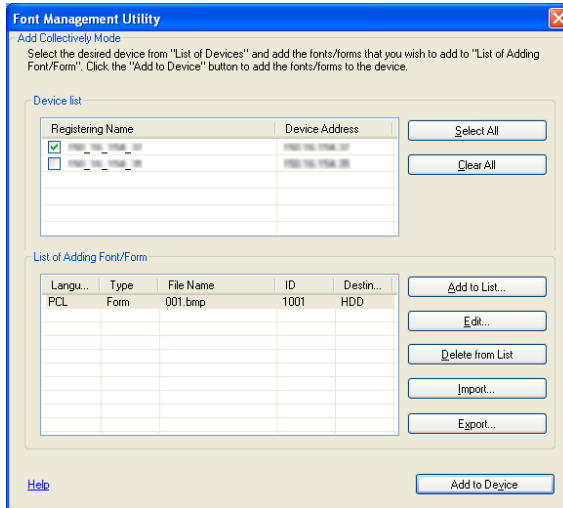 Font Management Utility
Add Collectively Mode
Select the desired device from "List of Devices" and add the fonts/forms that you wish to add to "List of Adding
Font/Form". Click the "Add to Device" button to add the fonts/forms to the device.
Device list
Registering Name Device Address
Select All
Clear All
List of Adding Font/Form
Langu... Type File Name ID Destin...
PCL Form 001.bmp 1001 HDD
Add to List...
Edit...
Delete from List
Import...
Export...
Help
Add to Device